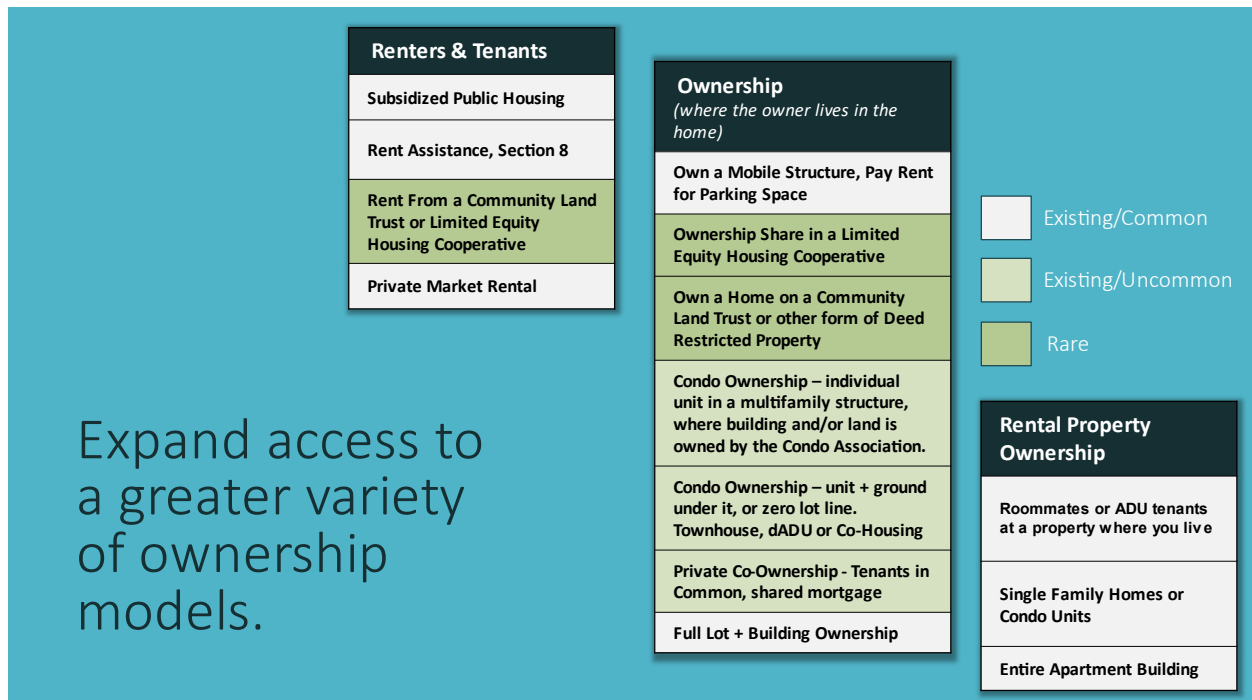 Renters & Tenants
Subsidized Public Housing
Rent Assistance, Section 8
Rent From a Community Land
Trust or Limited Equity
Housing Cooperative
Private Market Rental
Ownership
(where the owner lives in the
home)
Own a Mobile Structure, Pay Rent
for Parking Space
Ownership Share in a Limited
Equity Housing Cooperative
Own a Home on a Community
Land Trust or other form of Deed
Restricted Property
Condo Ownership – individual
unit in a multifamily structure,
where building and/or land is
owned by the Condo Association.
Condo Ownership – unit + ground
under it, or zero lot line.
Townhouse, dADU or Co-Housing
Private Co-Ownership - Tenants in
Common, shared mortgage
Full Lot + Building Ownership
Existing/Common
Existing/Uncommon
Rare
Rental Property
Ownership
Roommates or ADU tenants
at a property where you live
Single Family Homes or
Condo Units
Entire Apartment Building
Expand access to
a greater variety
of ownership
models.